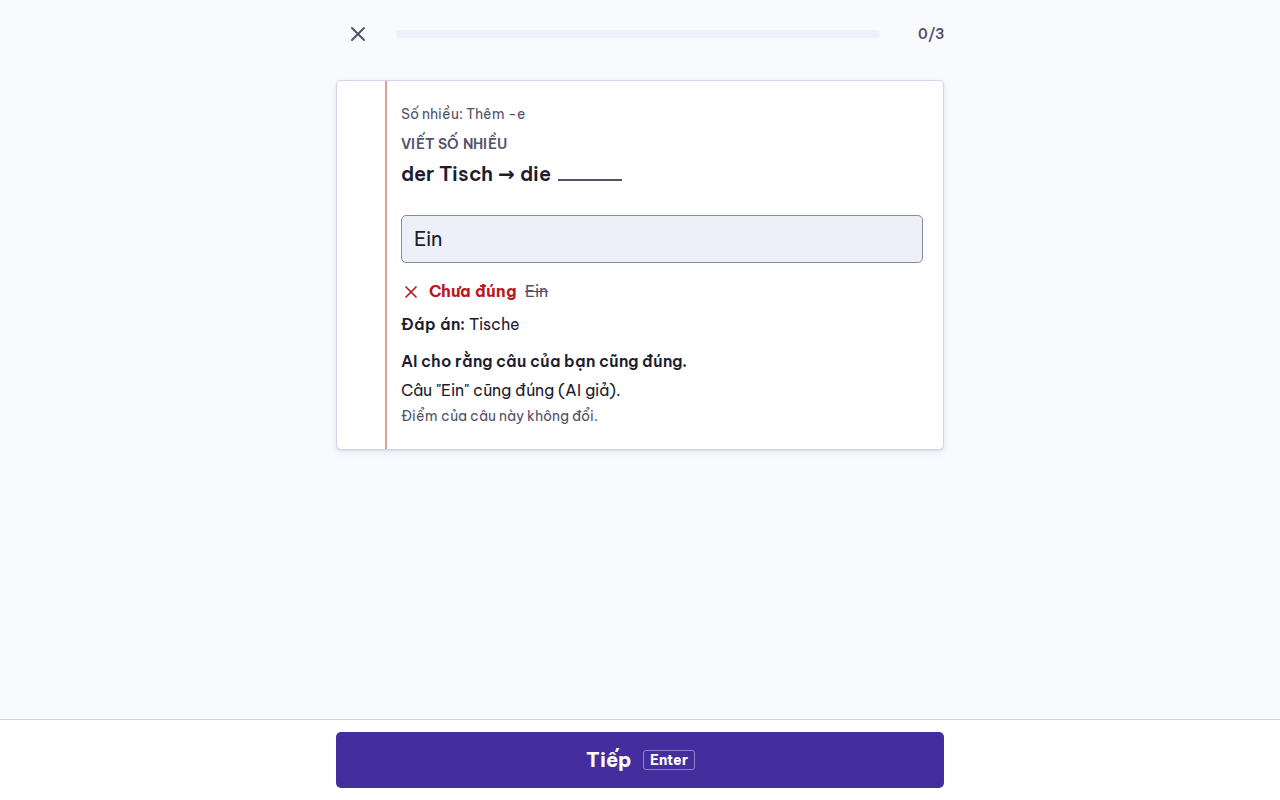 0/3
Số nhiều: Thêm -e
VIẾT SỐ NHIỀU
der Tisch → die ______
Ein
Chưa đúng Ein
Đáp án: Tische
AI cho rằng câu của bạn cũng đúng.
Câu "Ein" cũng đúng (AI giả).
Điểm của câu này không đổi.
Tiếp Enter